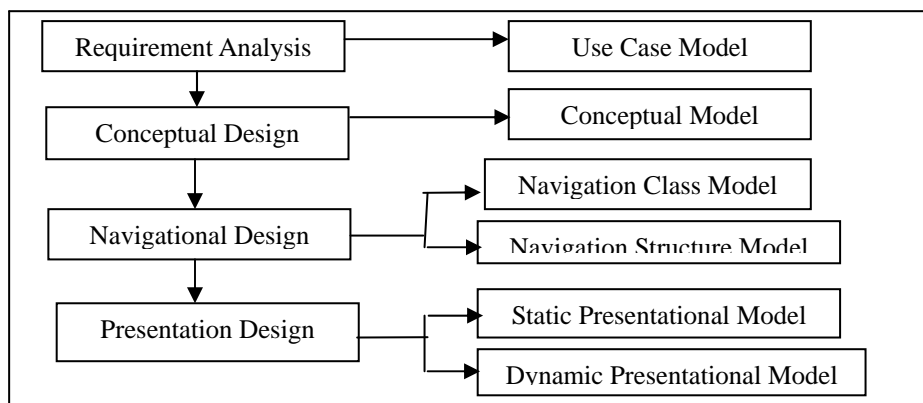 Requirement Analysis
Use Case Model
Conceptual Design
Conceptual Model
Navigational Design
Navigation Class Model
Navigation Structure Model
Presentation Design
Static Presentational Model
Dynamic Presentational Model